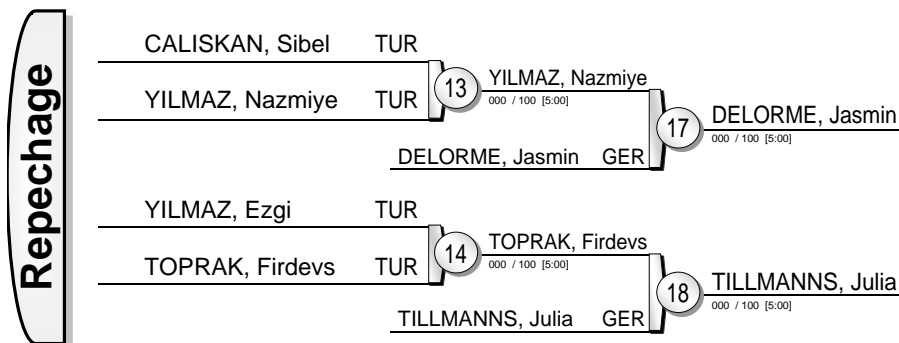 Repechage
CALISKAN, Sibel TUR
YILMAZ, Nazmiye TUR
13
YILMAZ, Nazmiye
000 / 100 [5:00]
DELORME, Jasmin GER
17
DELORME, Jasmin
000 / 100 [5:00]
YILMAZ, Ezgi TUR
TOPRAK, Firdevs TUR
14
TOPRAK, Firdevs
000 / 100 [5:00]
TILLMANNS, Julia GER
18
TILLMANNS, Julia
000 / 100 [5:00]